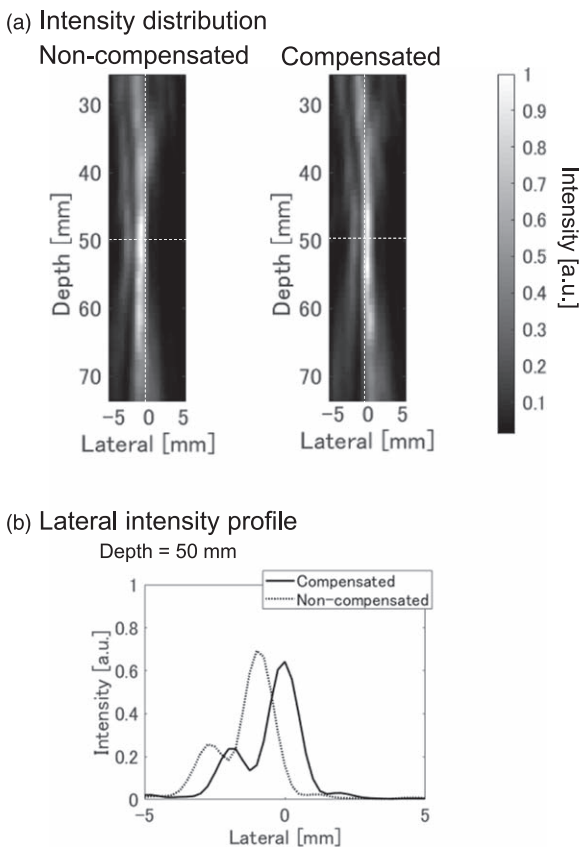 (a) Intensity distribution
Non-compensated
Compensated
30
40
50
60
70
Depth [mm]
-5 0 5
Lateral [mm]
30
40
50
60
70
Depth [mm]
-5 0 5
Lateral [mm]
1
0.9
0.8
0.7
0.6
0.5
0.4
0.3
0.2
0.1
Intensity [a.u.]
(b) Lateral intensity profile
Depth = 50 mm
Compensated
Non-compensated
1
0.8
0.6
0.4
0.2
0
Intensity [a.u.]
-5 0 5
Lateral [mm]